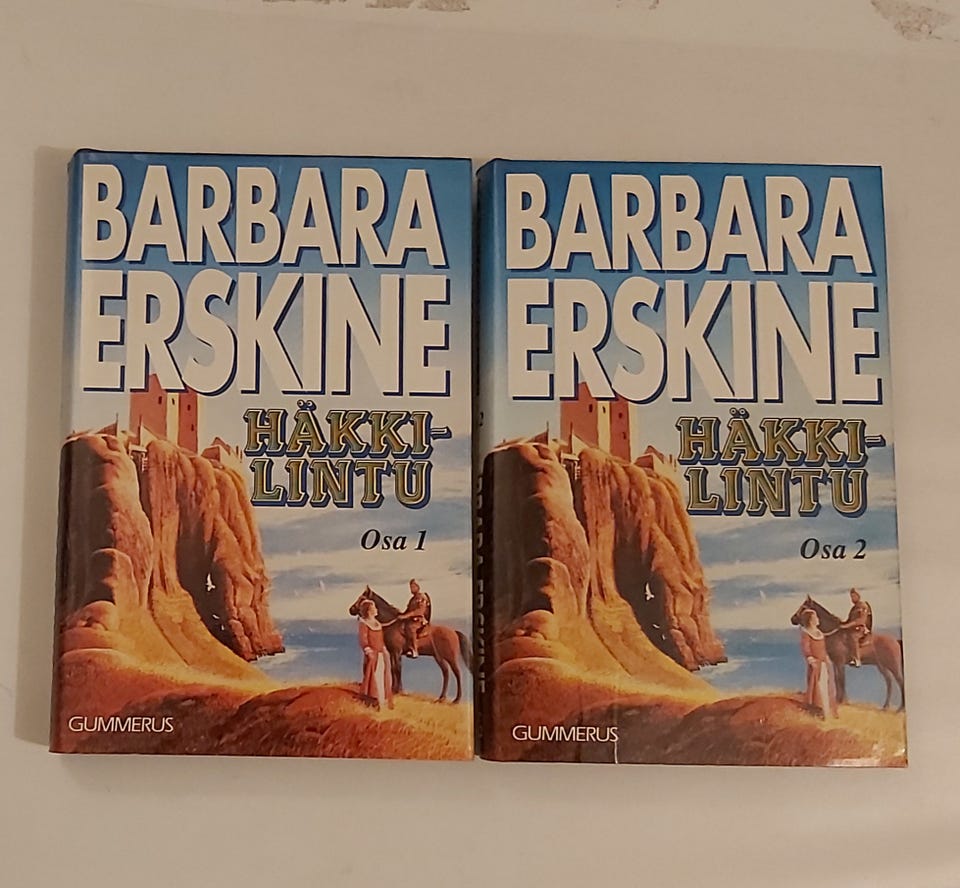 BARBARA
ERSKINE
HÄKKI-
LINTU
Osa 1
GUMMERUS
BARBARA
ERSKINE
HÄKKI-
LINTU
Osa 2
GUMMERUS